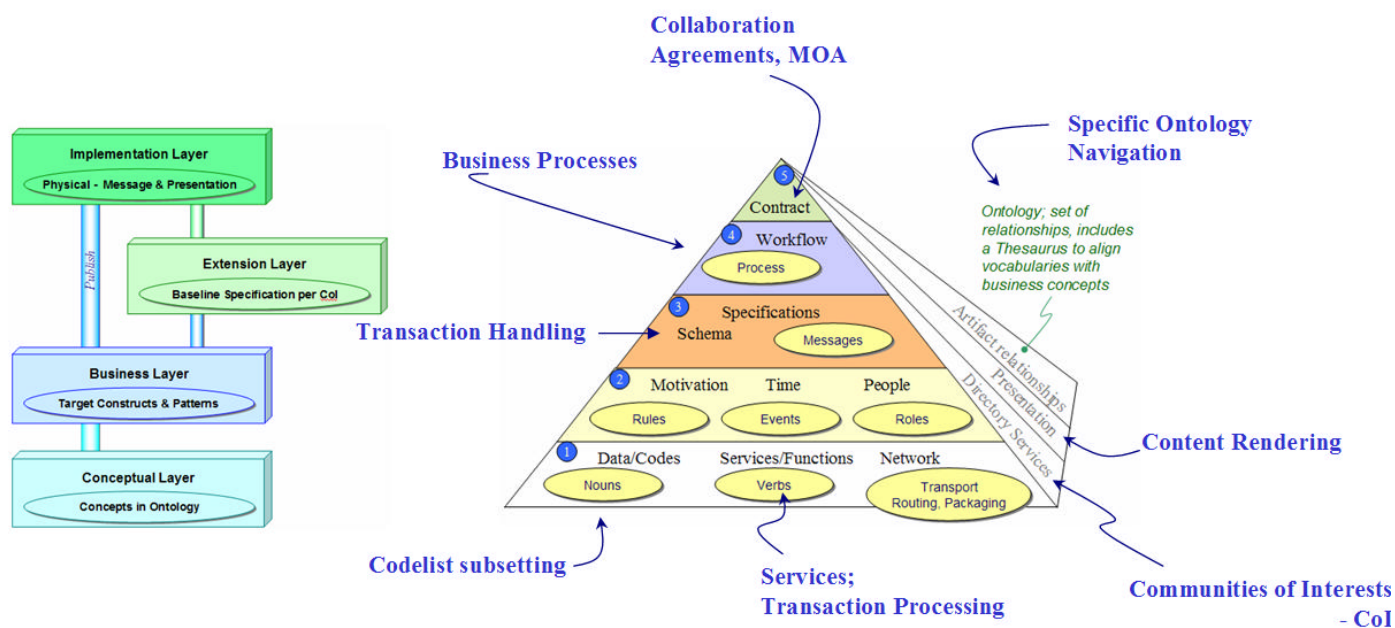 Collaboration
Agreements, MOA
Specific Ontology
Navigation
Business Processes
Implementation Layer
Physical - Message & Presentation
Publish
Extension Layer
Baseline Specification per CoI
Business Layer
Target Constructs & Patterns
Conceptual Layer
Concepts in Ontology
Ontology; set of
relationships, includes
a Thesaurus to align
vocabularies with
business concepts
5
Contract
4 Workflow
Process
Transaction Handling
3 Specifications
Schema
Messages
2 Motivation Time People
Rules Events Roles
1 Data/Codes Services/Functions Network
Nouns Verbs Transport
Routing, Packaging
Artifact relationships
Presentation
Directory Services
Content Rendering
Codelist subsetting
Services;
Transaction Processing
Communities of Interests
- CoI